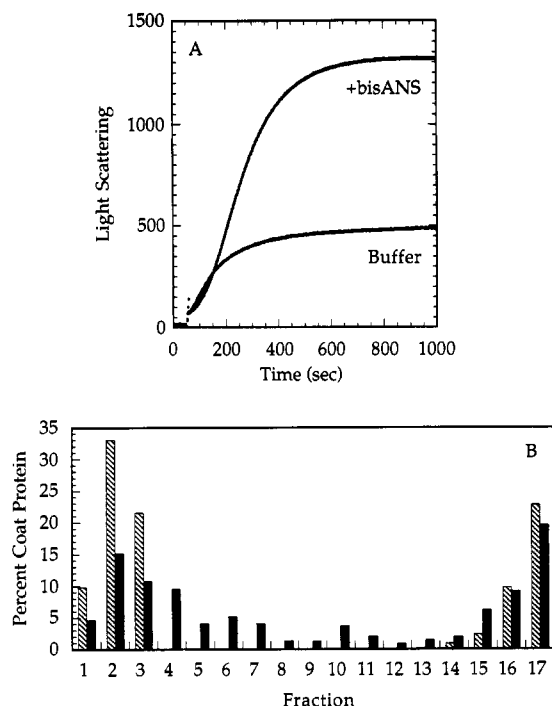 1500
A
+bisANS
1000
Light Scattering
500
Buffer
0
0 200 400 600 800 1000
Time (sec)
35
B
30
25
20
15
10
5
0
Percent Coat Protein
1 2 3 4 5 6 7 8 9 10 11 12 13 14 15 16 17
Fraction